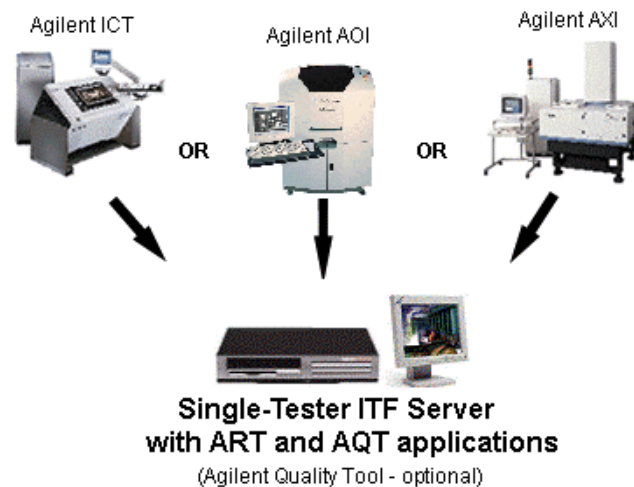 Agilent ICT
Agilent AOI
Agilent AXI
OR
OR
Single-Tester ITF Server
with ART and AQT applications
(Agilent Quality Tool - optional)